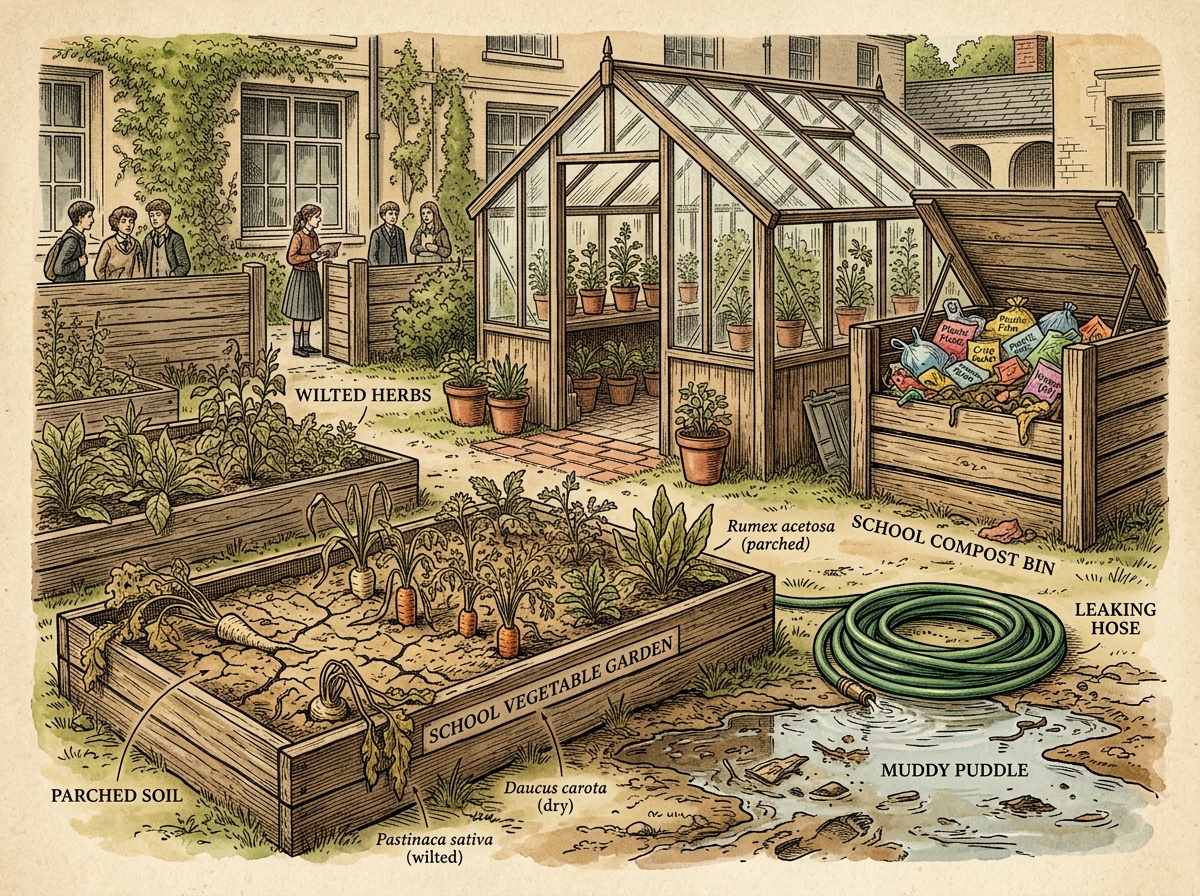 WILTED HERBS
Rumex acetosa
(parched)
SCHOOL COMPOST BIN
LEAKING
HOSE
SCHOOL VEGETABLE GARDEN
MUDDY PUDDLE
PARCHED SOIL
Daucus carota
(dry)
Pastinaca sativa
(wilted)